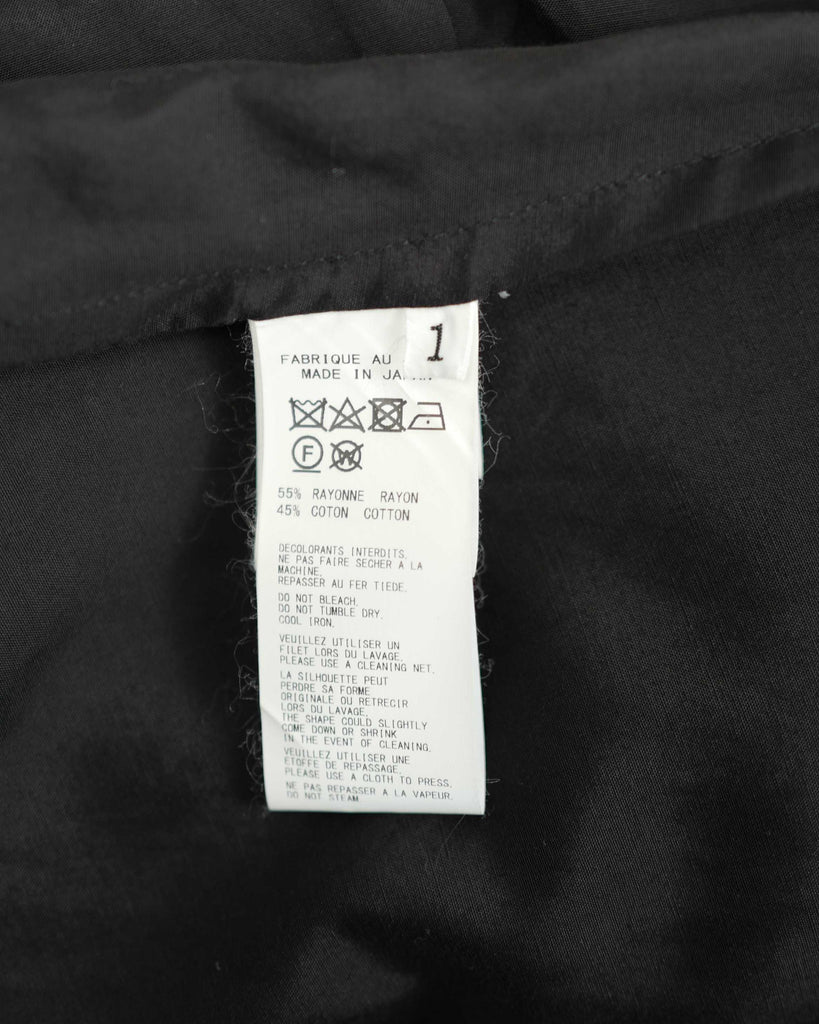 1
FABRIQUE AU
MADE IN
F
W
55% RAYONNE RAYON
45% COTON COTTON
DECOLORANTS INTERDITS.
NE PAS FAIRE SECHER A LA
MACHINE.
REPASSER AU FER TIEDE.
DO NOT BLEACH.
DO NOT TUMBLE DRY.
COOL IRON.
VEUILLEZ UTILISER UN
FILET LORS DU LAVAGE.
PLEASE USE A CLEANING NET.
LA SILHOUETTE PEUT
PERDRE SA FORME
ORIGINALE OU RETRECIR
LORS DU LAVAGE.
THE SHAPE COULD SLIGHTLY
COME DOWN OR SHRINK
IN THE EVENT OF CLEANING.
VEUILLEZ UTILISER UNE
ETOFFE DE REPASSAGE.
PLEASE USE A CLOTH TO PRESS.
NE PAS REPASSER A LA VAPEUR.
DO NOT STEAM